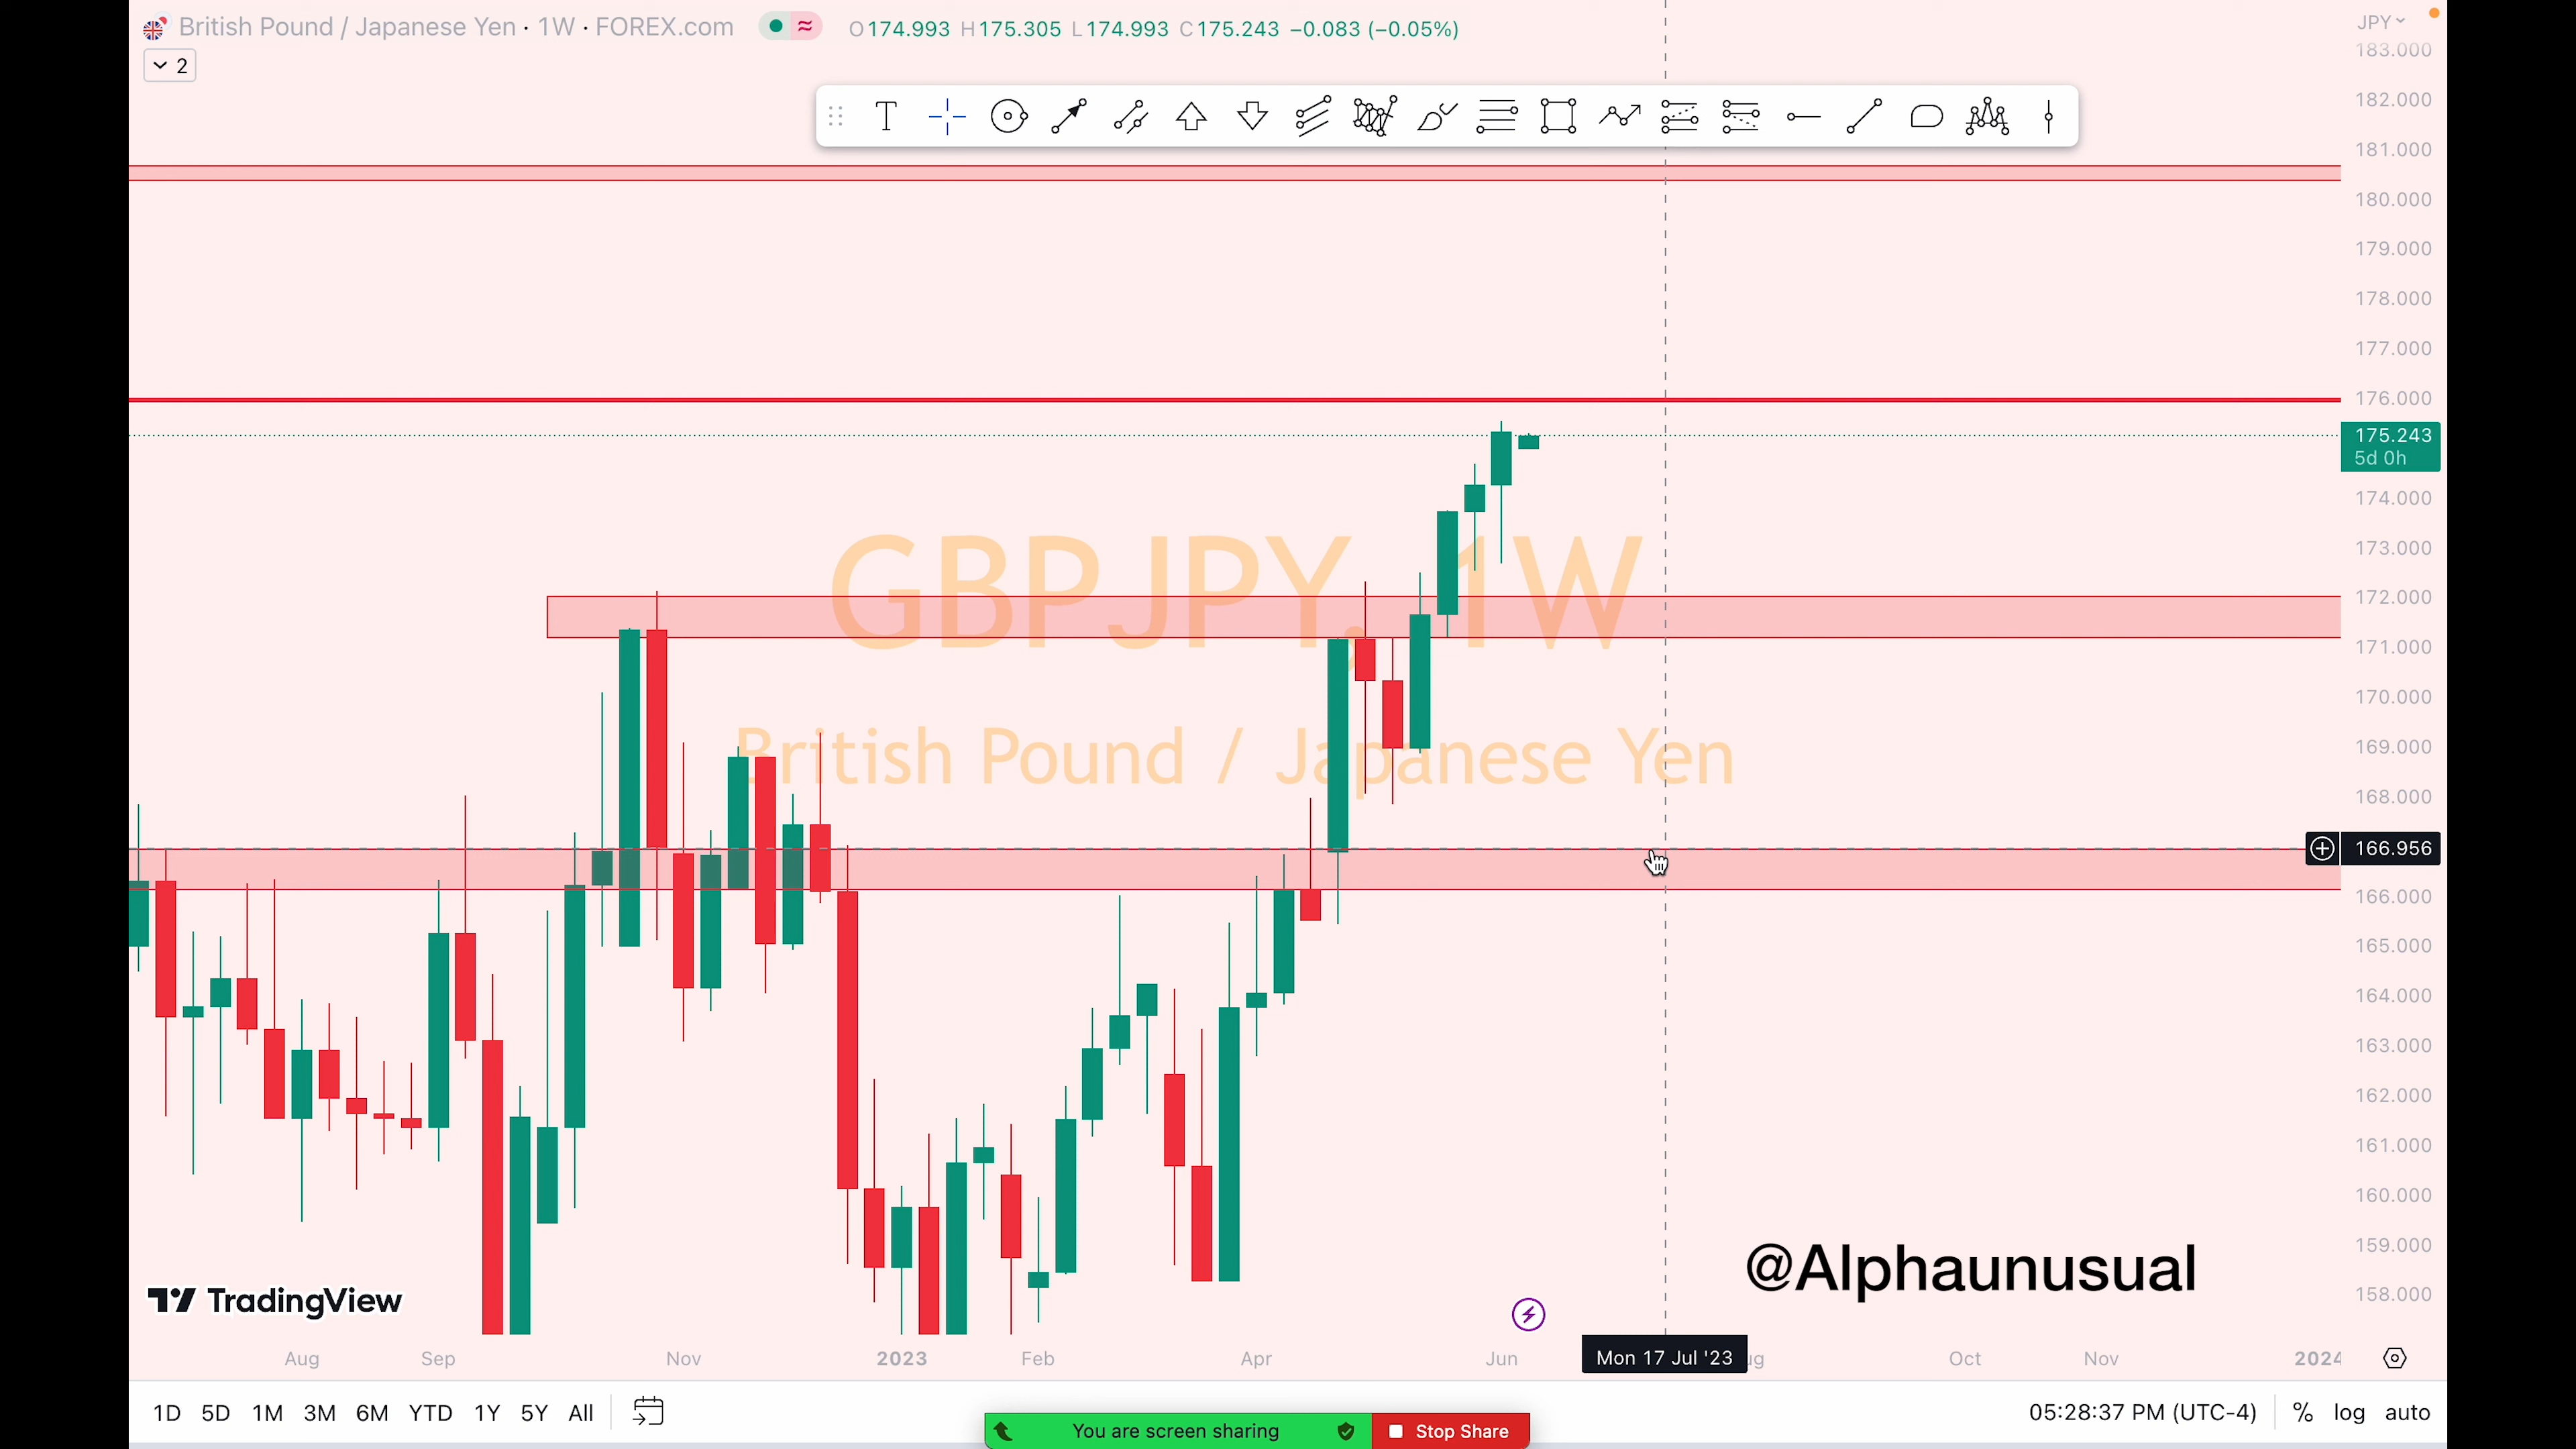 British Pound / Japanese Yen · 1W · FOREX.com
O174.993 H175.305 L174.993 C175.243 −0.083 (−0.05%)
JPY
2
183.000
182.000
181.000
180.000
179.000
178.000
177.000
176.000
175.243
5d 0h
174.000
173.000
172.000
171.000
170.000
169.000
168.000
166.956
166.000
165.000
164.000
163.000
162.000
161.000
160.000
159.000
158.000
GBPJPY, 1W
British Pound / Japanese Yen
@Alphaunusual
TradingView
Aug Sep Nov 2023 Feb Apr Jun Mon 17 Jul '23 ug Oct Nov 2024
1D 5D 1M 3M 6M YTD 1Y 5Y All
05:28:37 PM (UTC-4) % log auto
You are screen sharing Stop Share